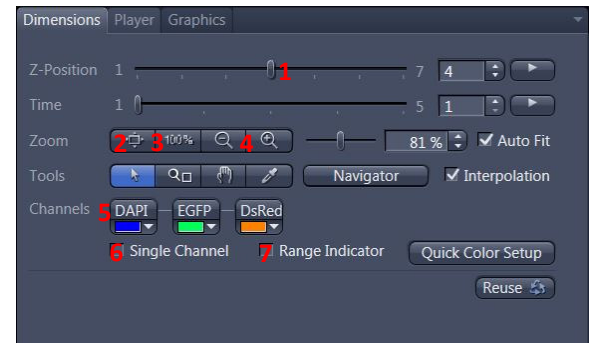 Dimensions Player Graphics
Z-Position 1 1 7 4
Time 1 5 1
Zoom 2 3 100% 4 81 % Auto Fit
Tools Navigator Interpolation
Channels 5 DAPI EGFP DsRed
6 Single Channel 7 Range Indicator Quick Color Setup
Reuse